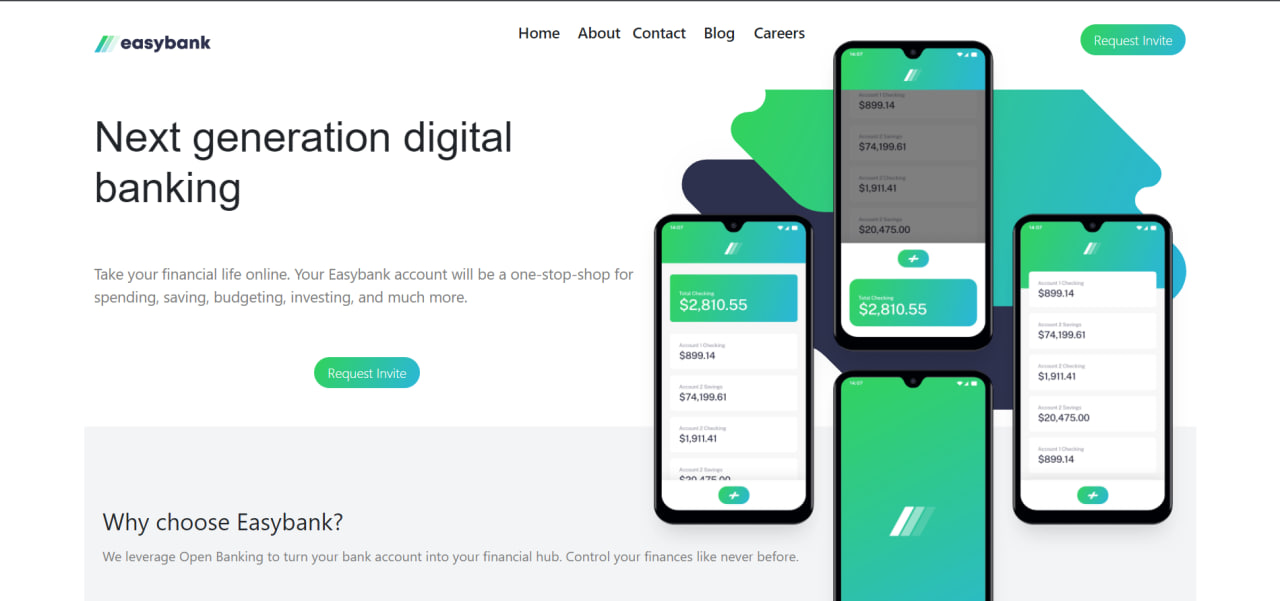 easybank
Home About Contact Blog Careers
Request Invite
Next generation digital
banking
Take your financial life online. Your Easybank account will be a one-stop-shop for
spending, saving, budgeting, investing, and much more.
Request Invite
14:07
Account 1 Checking
$899.14
Account 2 Savings
$74,199.61
Account 2 Checking
$1,911.41
Account 2 Savings
$20,475.00
Total Checking
$2,810.55
14:07
Total Checking
$2,810.55
Account 1 Checking
$899.14
Account 2 Savings
$74,199.61
Account 2 Checking
$1,911.41
Account 2 Savings
$20,475.00
14:07
Account 1 Checking
$899.14
Account 2 Savings
$74,199.61
Account 2 Checking
$1,911.41
Account 2 Savings
$20,475.00
Account 1 Checking
$899.14
14:07
Why choose Easybank?
We leverage Open Banking to turn your bank account into your financial hub. Control your finances like never before.